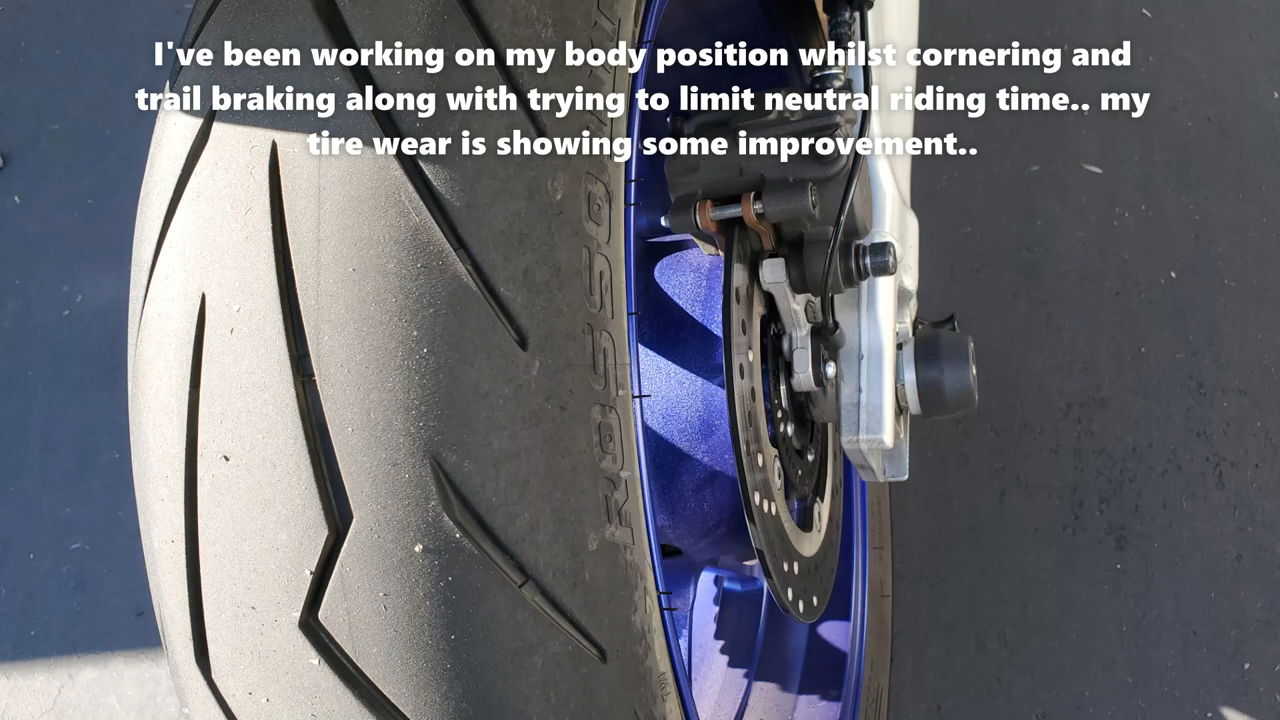 I've been working on my body position whilst cornering and
trail braking along with trying to limit neutral riding time.. my
tire wear is showing some improvement..
ROSSO
TWI